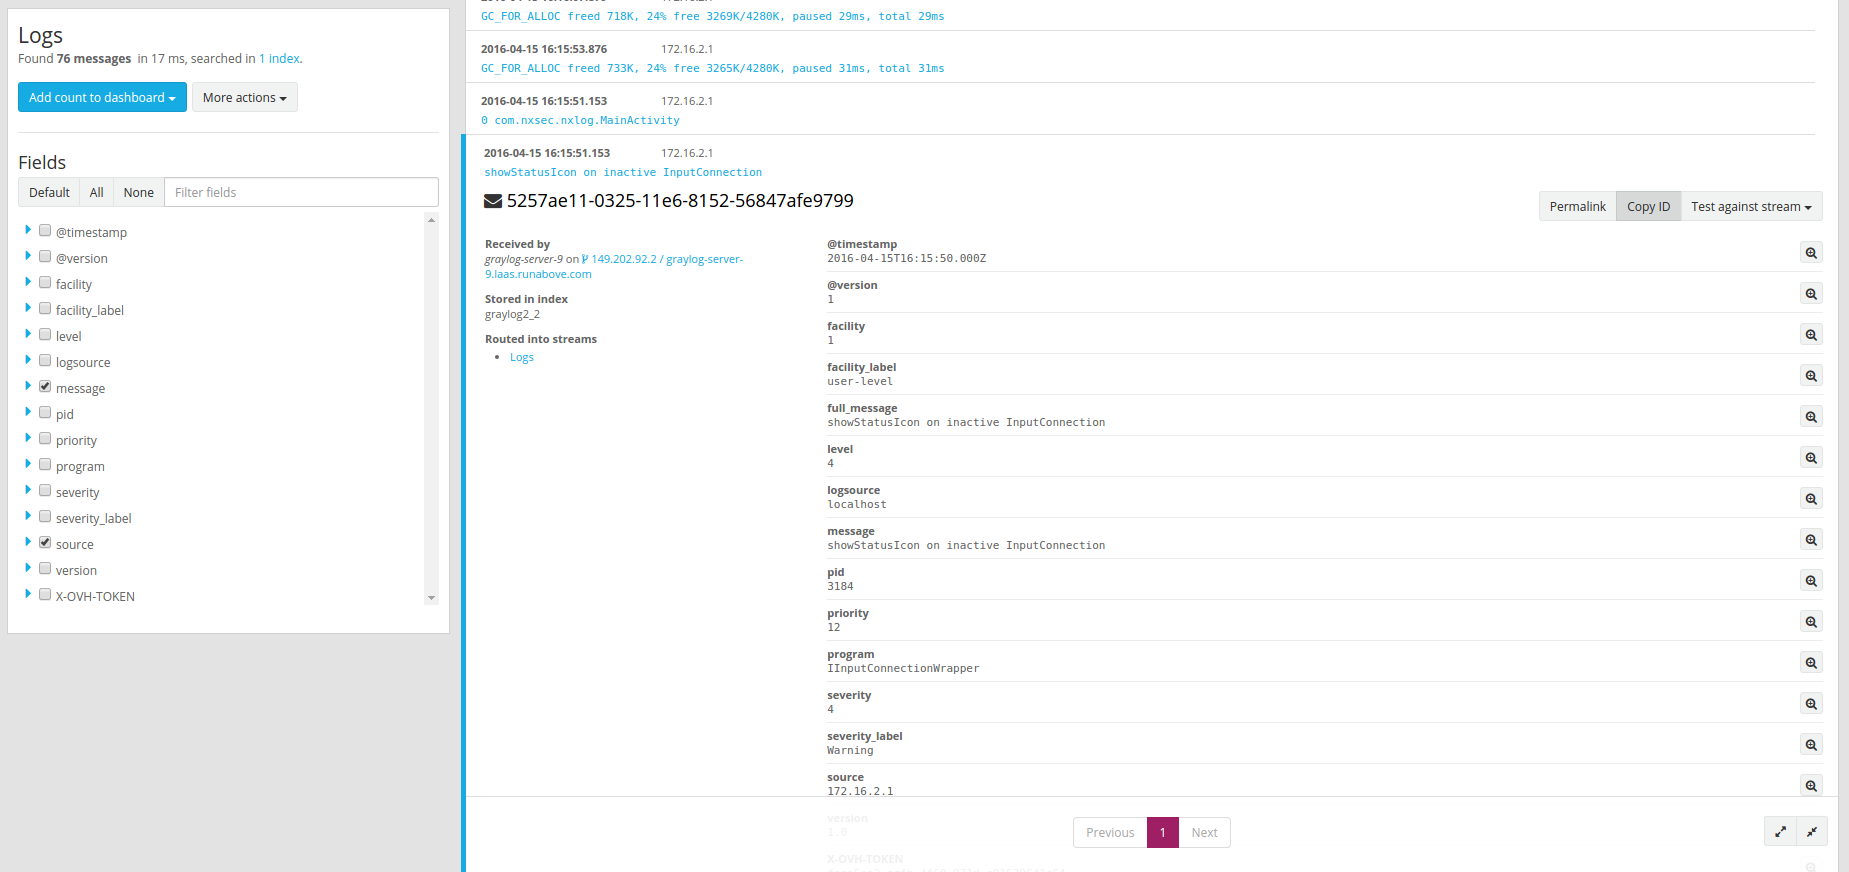 Logs
Found 76 messages in 17 ms, searched in 1 index.
Add count to dashboard
More actions
Fields
Default
All
None
Filter fields
@timestamp
@version
facility
facility_label
level
logsource
message
pid
priority
program
severity
severity_label
source
version
X-OVH-TOKEN
GC_FOR_ALLOC freed 718K, 24% free 3269K/4280K, paused 29ms, total 29ms
2016-04-15 16:15:53.876 172.16.2.1
GC_FOR_ALLOC freed 733K, 24% free 3265K/4280K, paused 31ms, total 31ms
2016-04-15 16:15:51.153 172.16.2.1
0 com.nxsec.nxlog.MainActivity
2016-04-15 16:15:51.153 172.16.2.1
showStatusIcon on inactive InputConnection
5257ae11-0325-11e6-8152-56847afe9799
Permalink
Copy ID
Test against stream
Received by
graylog-server-9 on 149.202.92.2 / graylog-server-
9.laas.runabove.com
Stored in index
graylog2_2
Routed into streams
• Logs
@timestamp
2016-04-15T16:15:50.000Z
@version
1
facility
1
facility_label
user-level
full_message
showStatusIcon on inactive InputConnection
level
4
logsource
localhost
message
showStatusIcon on inactive InputConnection
pid
3184
priority
12
program
IInputConnectionWrapper
severity
4
severity_label
Warning
source
172.16.2.1
version
1.0
X-OVH-TOKEN
Previous
1
Next